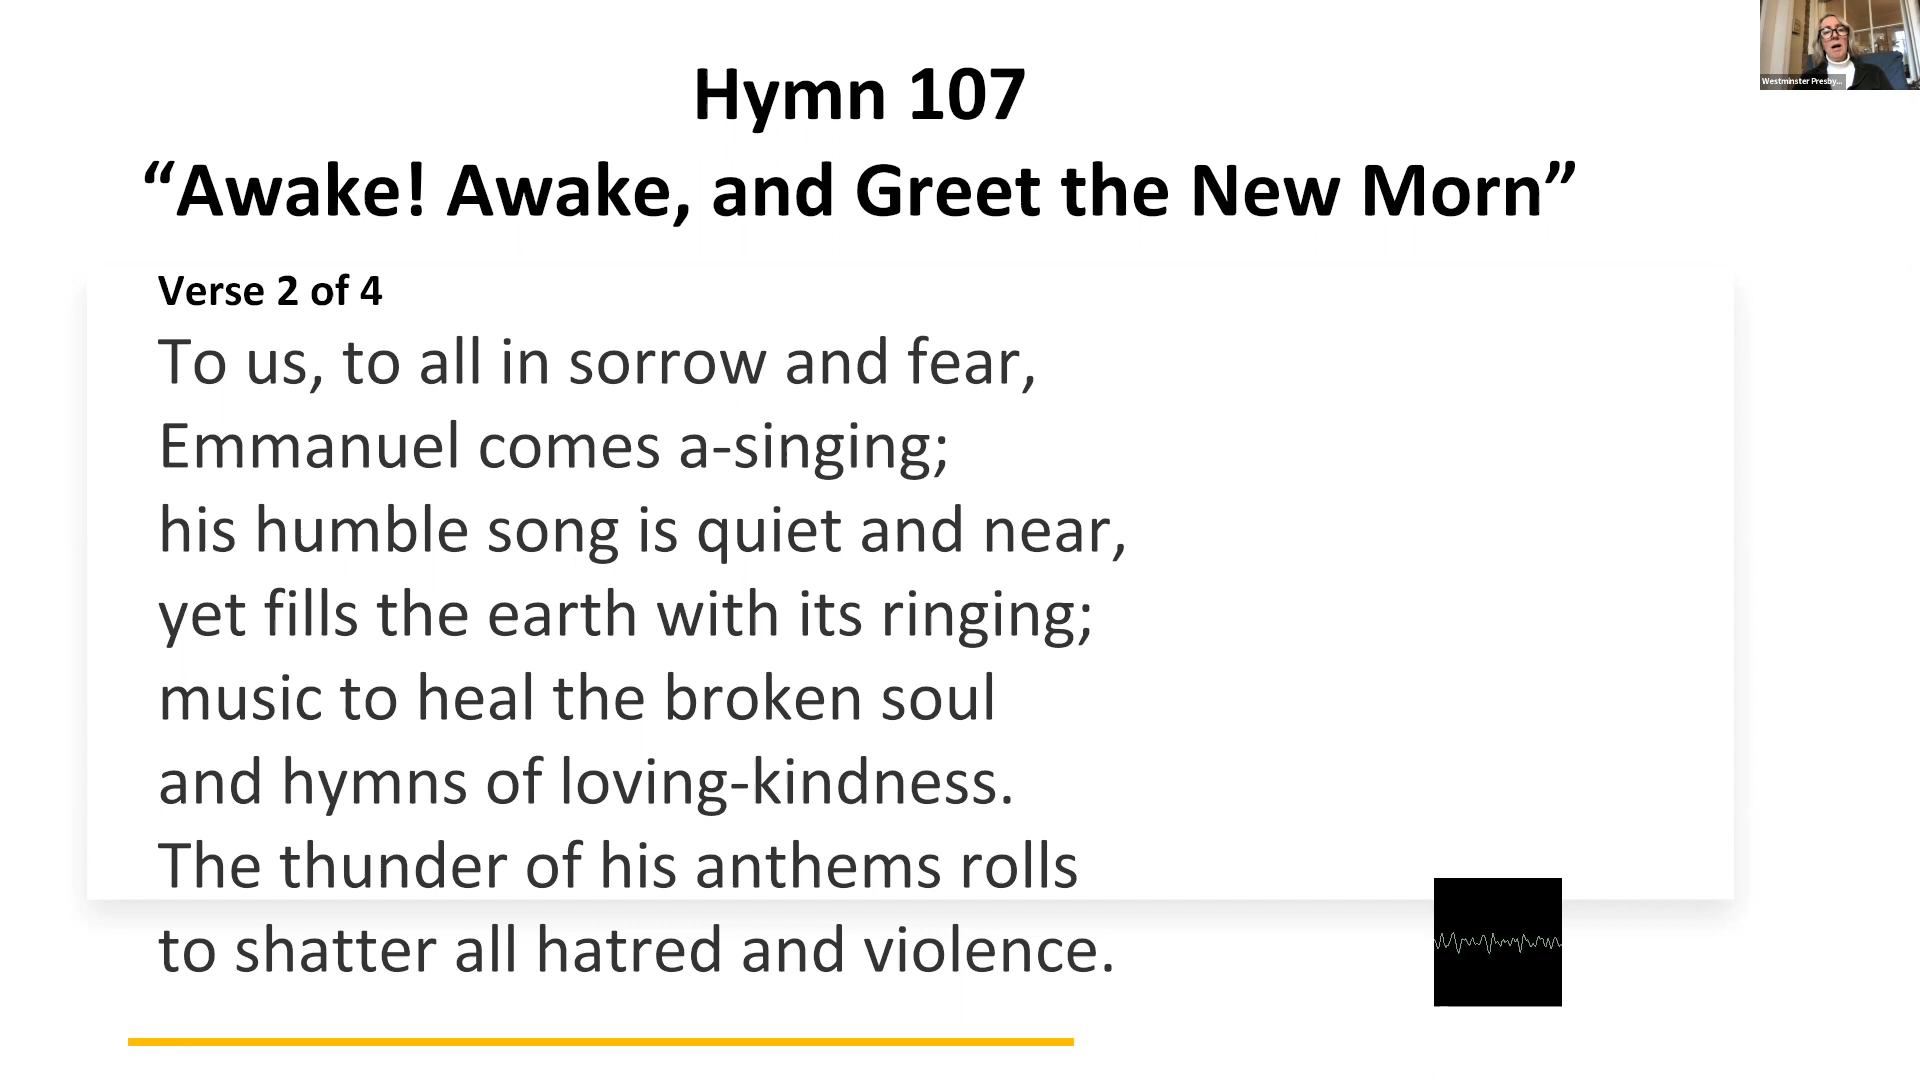 Hymn 107
“Awake! Awake, and Greet the New Morn”
Westminster Presby...
Verse 2 of 4
To us, to all in sorrow and fear,
Emmanuel comes a-singing;
his humble song is quiet and near,
yet fills the earth with its ringing;
music to heal the broken soul
and hymns of loving-kindness.
The thunder of his anthems rolls
to shatter all hatred and violence.